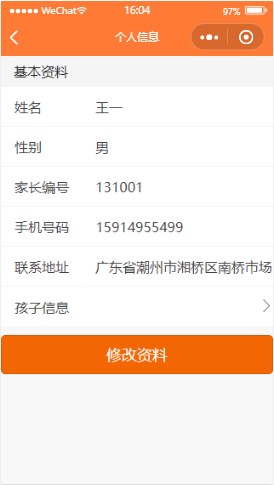 WeChat 16:04 97%
个人信息
基本资料
姓名 王一
性别 男
家长编号 131001
手机号码 15914955499
联系地址 广东省潮州市湘桥区南桥市场
孩子信息
修改资料